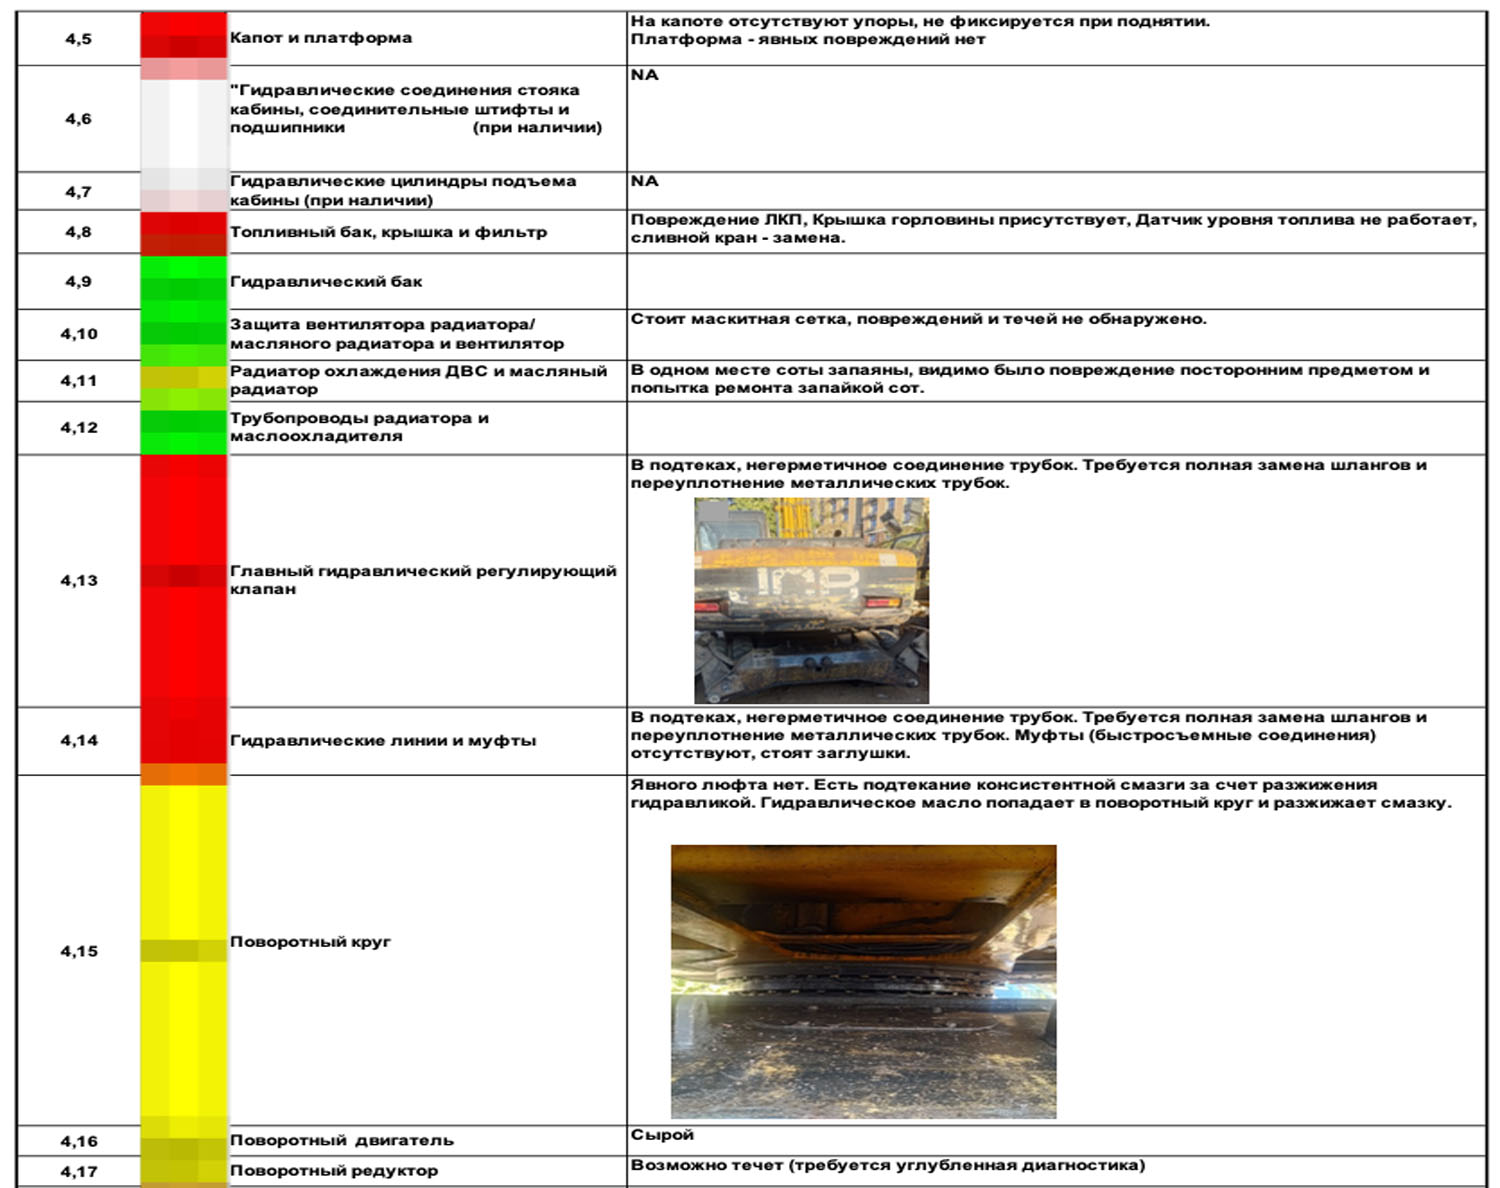 4,5
Капот и платформа
На капоте отсутствуют упоры, не фиксируется при поднятии.
Платформа - явных повреждений нет
4,6
"Гидравлические соединения стояка
кабины, соединительные штифты и
подшипники (при наличии)
NA
4,7
Гидравлические цилиндры подъема
кабины (при наличии)
NA
4,8
Топливный бак, крышка и фильтр
Повреждение ЛКП, Крышка горловины присутствует, Датчик уровня топлива не работает,
сливной кран - замена.
4,9
Гидравлический бак
4,10
Защита вентилятора радиатора/
масляного радиатора и вентилятор
Стоит маскитная сетка, повреждений и течей не обнаружено.
4,11
Радиатор охлаждения ДВС и масляный
радиатор
В одном месте соты запаяны, видимо было повреждение посторонним предметом и
попытка ремонта запайкой сот.
4,12
Трубопроводы радиатора и
маслоохладителя
4,13
Главный гидравлический регулирующий
клапан
В подтеках, негерметичное соединение трубок. Требуется полная замена шлангов и
переуплотнение металлических трубок.
JCB
4,14
Гидравлические линии и муфты
В подтеках, негерметичное соединение трубок. Требуется полная замена шлангов и
переуплотнение металлических трубок. Муфты (быстросъемные соединения)
отсутствуют, стоят заглушки.
4,15
Поворотный круг
Явного люфта нет. Есть подтекание консистентной смазги за счет разжижения
гидравликой. Гидравлическое масло попадает в поворотный круг и разжижает смазку.
4,16
Поворотный двигатель
Сырой
4,17
Поворотный редуктор
Возможно течет (требуется углубленная диагностика)